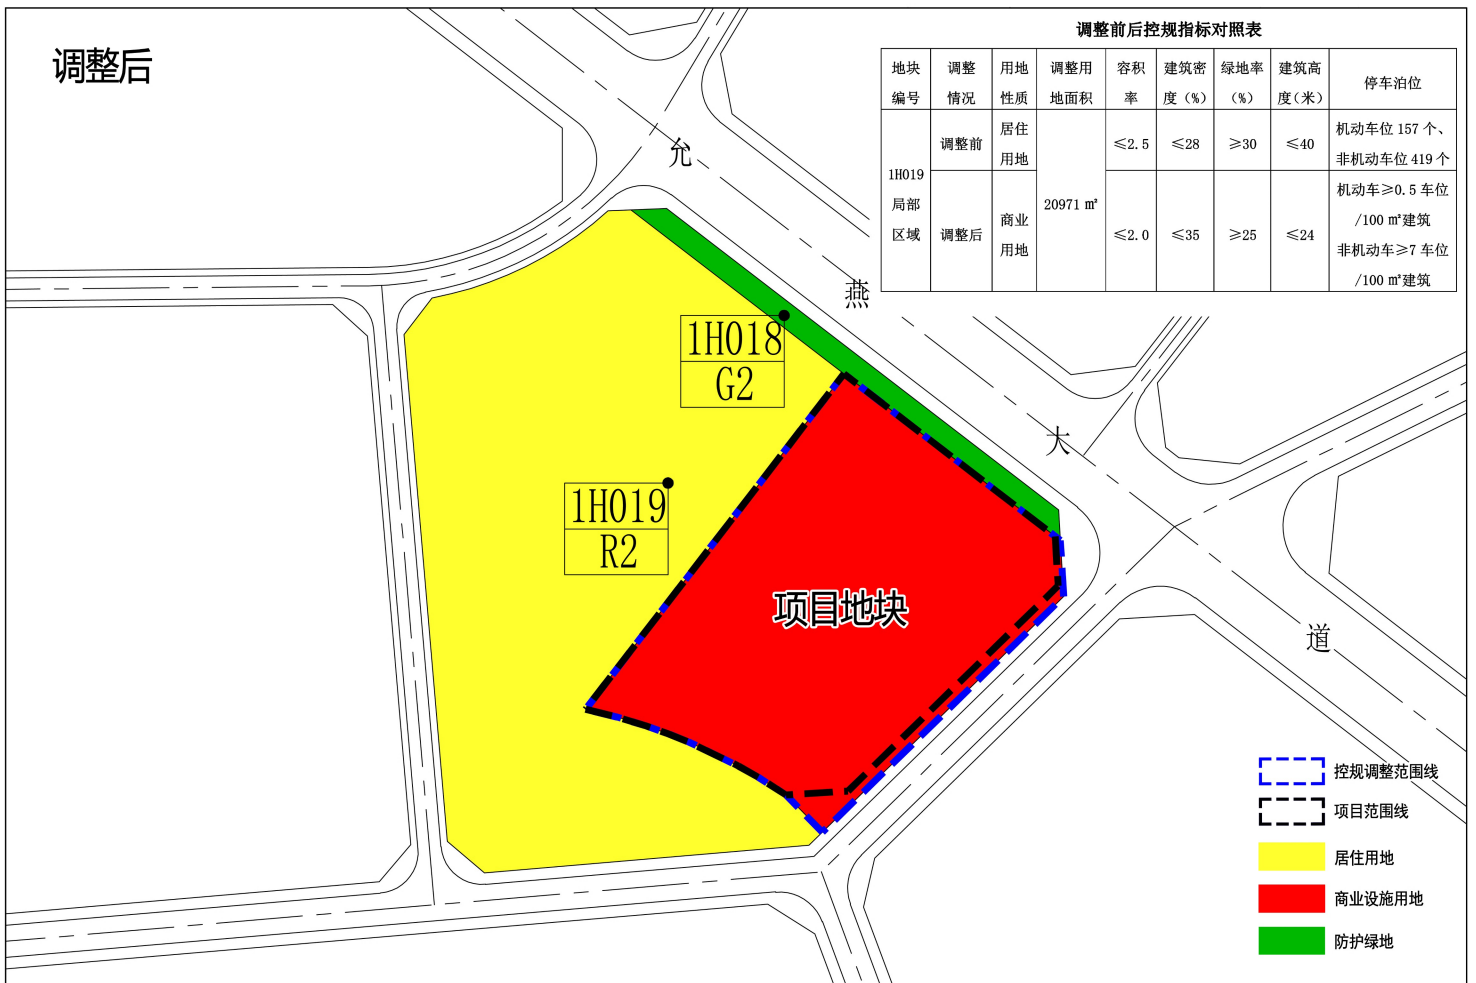 调整后
调整前后控规指标对照表
地块编号 调整情况 用地性质 调整用地面积 容积率 建筑密度（%） 绿地率（%） 建筑高度（米） 停车泊位
1H019局部区域 调整前 居住用地 20971 ㎡ ≤2.5 ≤28 ≥30 ≤40 机动车位 157 个、
非机动车位 419 个
调整后 商业用地 ≤2.0 ≤35 ≥25 ≤24 机动车≥0.5 车位
/100 ㎡建筑
非机动车≥7 车位
/100 ㎡建筑
允
燕
大
道
1H018
G2
1H019
R2
项目地块
控规调整范围线
项目范围线
居住用地
商业设施用地
防护绿地